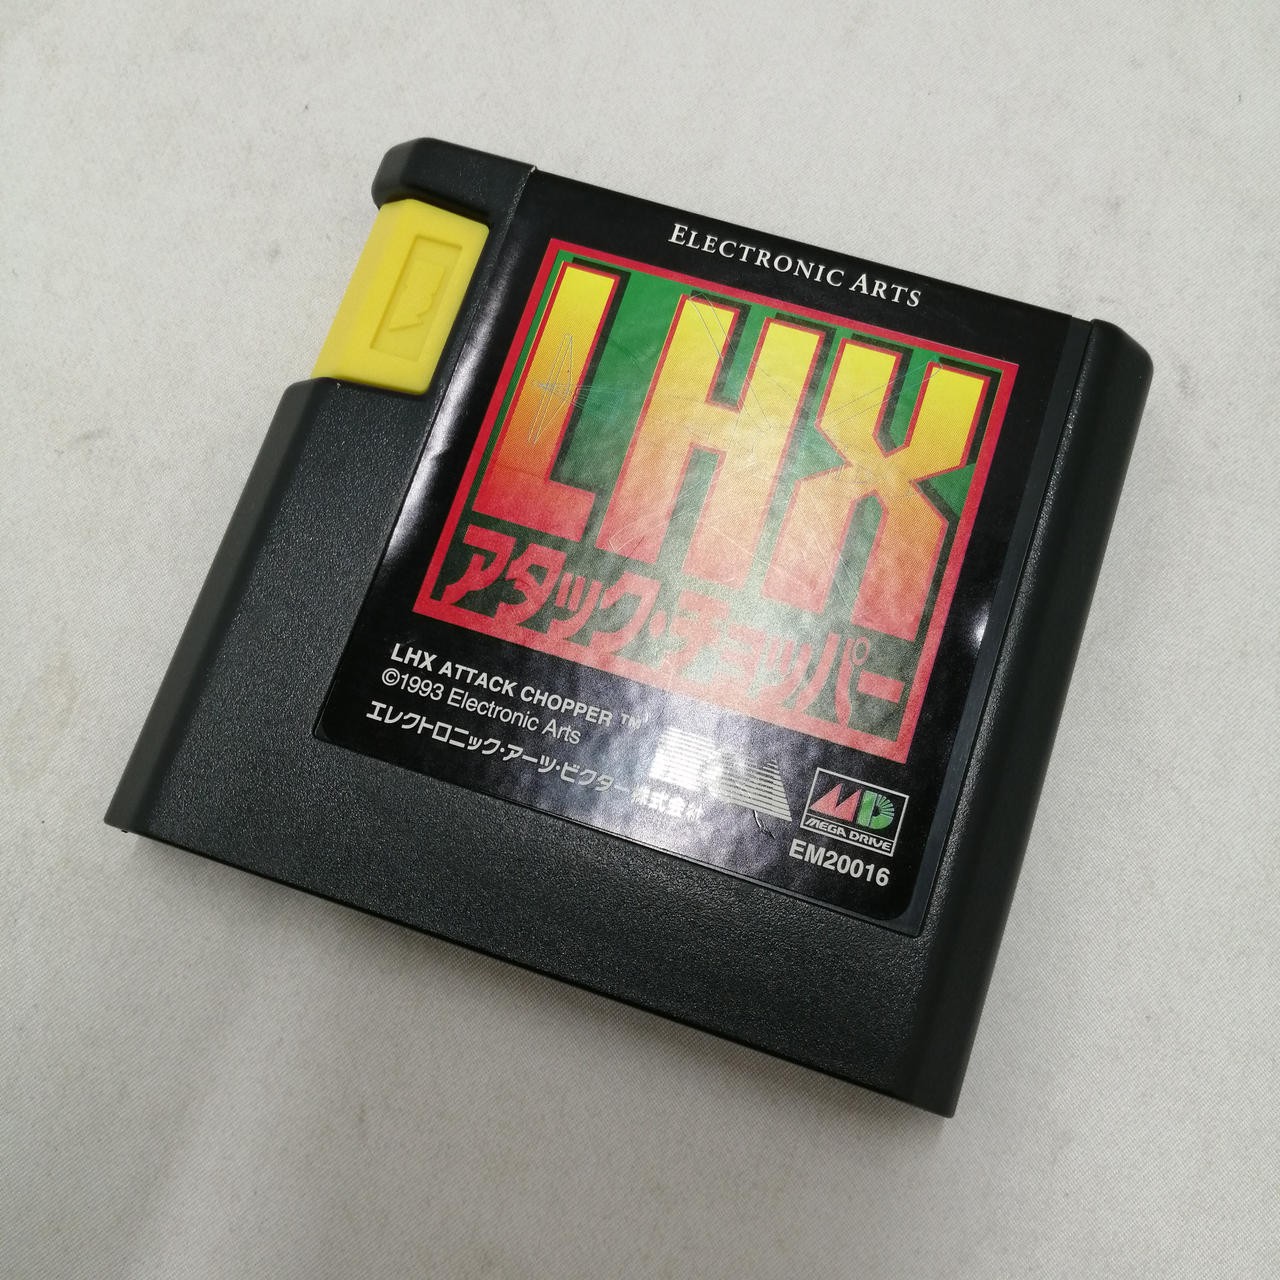 ELECTRONIC ARTS
LHX
アタック・チョッパー
LHX ATTACK CHOPPER ™
©1993 Electronic Arts
エレクトロニック・アーツ・ビクター株式会社
EAV
MD
MEGA DRIVE
EM20016